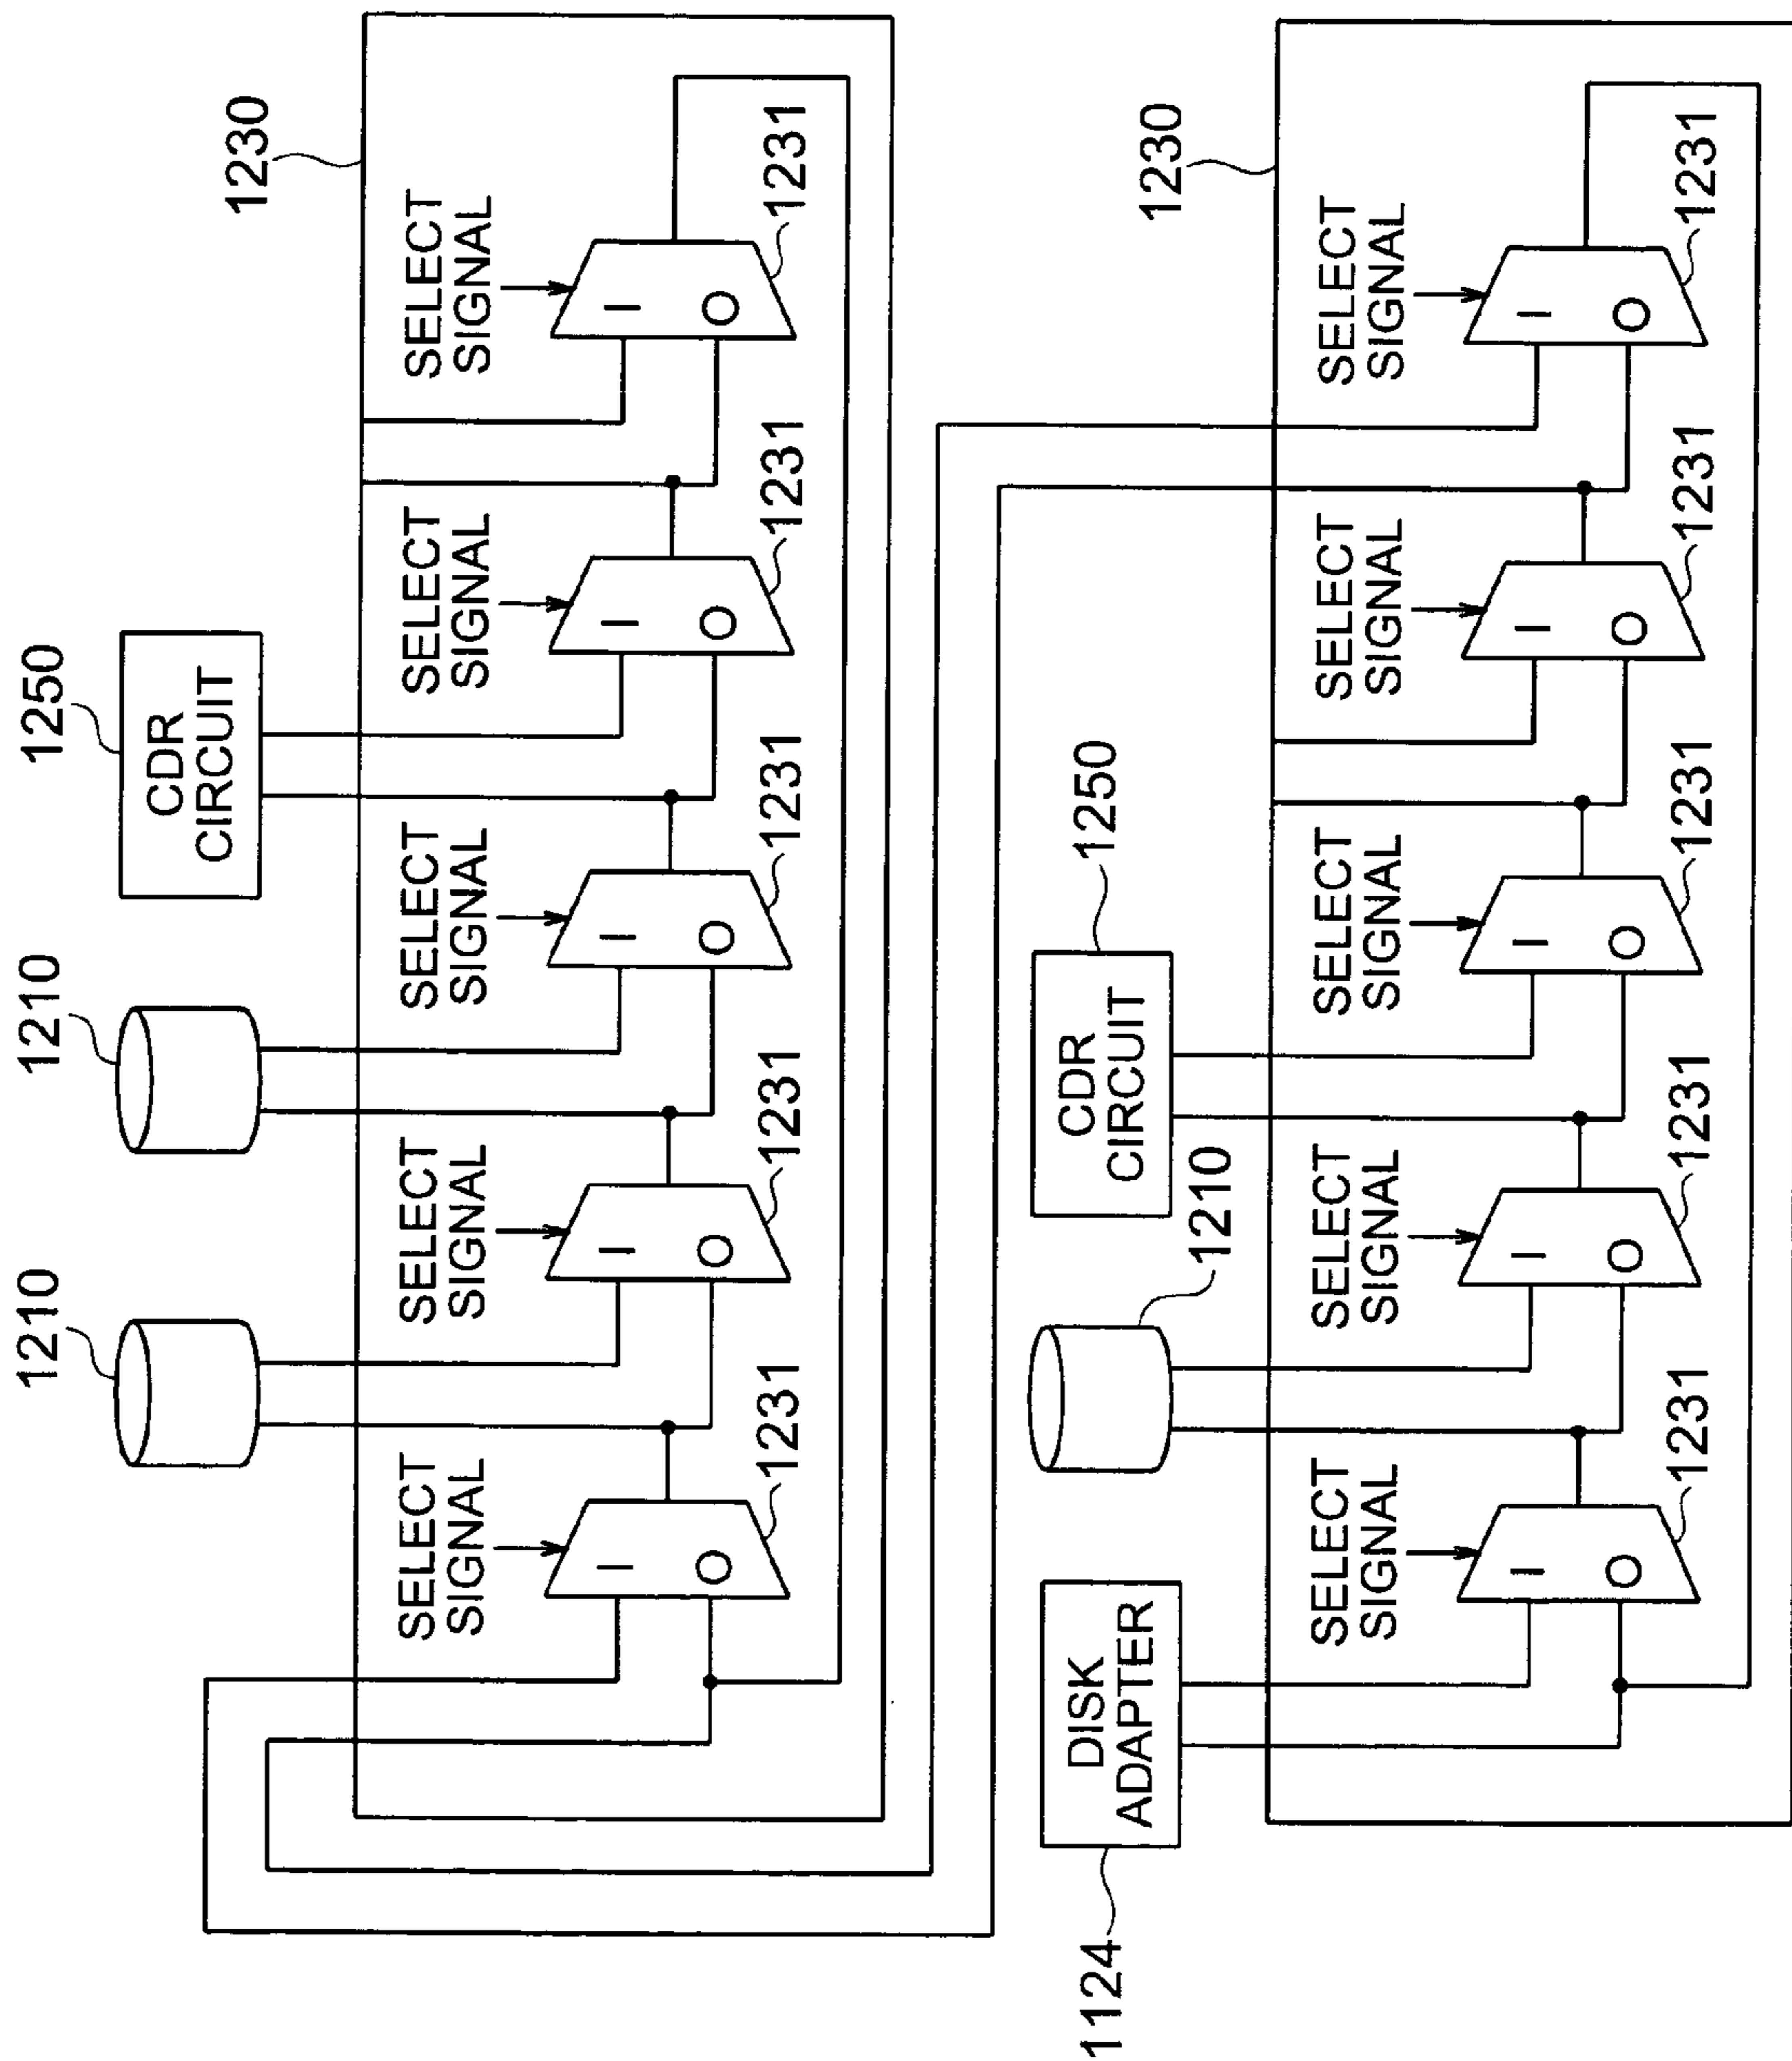 1210
1210
1250
CDR
CIRCUIT
1230
SELECT
SIGNAL
SELECT
SIGNAL
SELECT
SIGNAL
SELECT
SIGNAL
SELECT
SIGNAL
I
O
I
O
I
O
I
O
I
O
1231
1231
1231
1231
1231
1124
DISK
ADAPTER
1210
CDR
CIRCUIT
1250
1230
SELECT
SIGNAL
SELECT
SIGNAL
SELECT
SIGNAL
SELECT
SIGNAL
SELECT
SIGNAL
I
O
I
O
I
O
I
O
I
O
1231
1231
1231
1231
1231